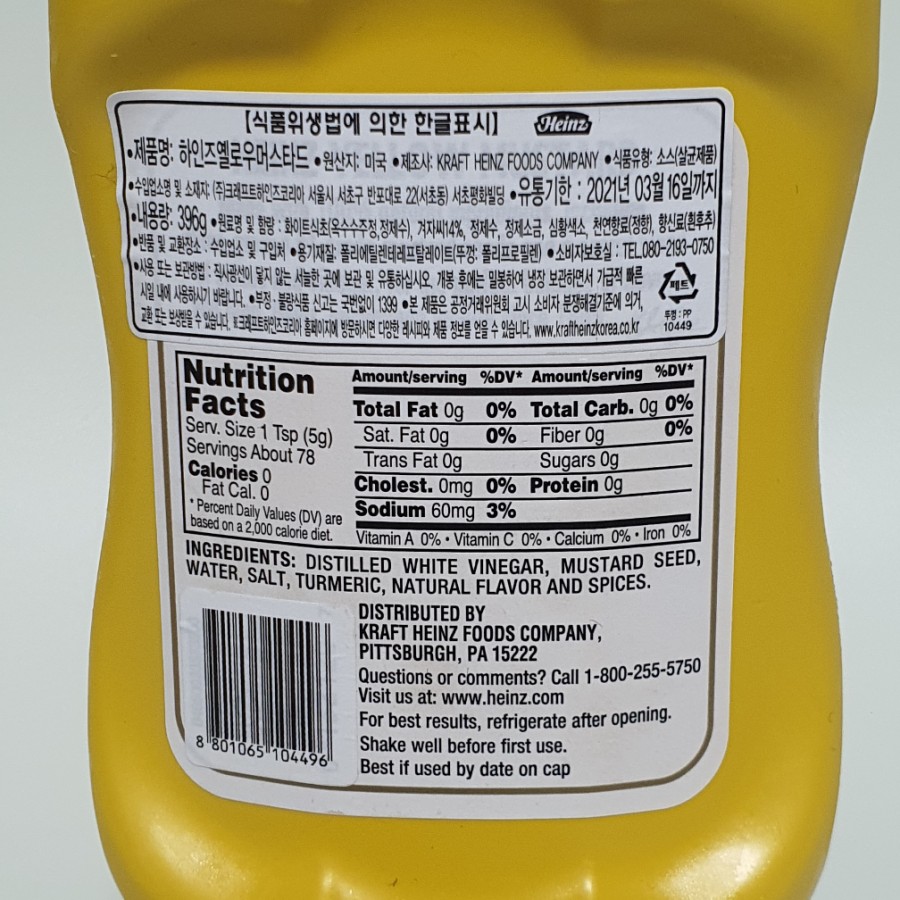 [식품위생법에 의한 한글표시] Heinz
•제품명: 하인즈옐로우머스타드 •원산지: 미국 •제조사: KRAFT HEINZ FOODS COMPANY •식품유형: 소스(살균제품)
•수입업소명 및 소재지: (주)크래프트하인즈코리아 서울시 서초구 반포대로 22(서초동) 서초평화빌딩 •유통기한 : 2021년 03월 16일까지
•내용량: 396g •원료명 및 함량 : 화이트식초(옥수수주정,정제수), 겨자씨14%, 정제수, 정제소금, 심황색소, 천연향료(정향), 향신료(흰후추)
•반품 및 교환장소 : 수입업소 및 구입처 •용기재질: 폴리에틸렌테레프탈레이트(뚜껑: 폴리프로필렌) •소비자보호실 : TEL.080-2193-0750
•사용 또는 보관방법 : 직사광선이 닿지 않는 서늘한 곳에 보관 및 유통하십시오. 개봉 후에는 밀봉하여 냉장 보관하면서 가급적 빠른
시일 내에 사용하시기 바랍니다. •부정·불량식품 신고는 국번없이 1399 •본 제품은 공정거래위원회 고시 소비자 분쟁해결기준에 의거,
교환 또는 보상받을 수 있습니다. ※크래프트하인즈코리아 홈페이지에 방문하시면 다양한 레시피와 제품 정보를 얻을 수 있습니다. www.kraftheinzkorea.co.kr
페트
뚜껑 : PP
10449
Nutrition
Facts
Serv. Size 1 Tsp (5g)
Servings About 78
Calories 0
Fat Cal. 0
* Percent Daily Values (DV) are
based on a 2,000 calorie diet.
Amount/serving %DV* Amount/serving %DV*
Total Fat 0g 0% Total Carb. 0g 0%
Sat. Fat 0g 0% Fiber 0g 0%
Trans Fat 0g Sugars 0g
Cholest. 0mg 0% Protein 0g
Sodium 60mg 3%
Vitamin A 0% • Vitamin C 0% • Calcium 0% • Iron 0%
INGREDIENTS: DISTILLED WHITE VINEGAR, MUSTARD SEED,
WATER, SALT, TURMERIC, NATURAL FLAVOR AND SPICES.
DISTRIBUTED BY
KRAFT HEINZ FOODS COMPANY,
PITTSBURGH, PA 15222
Questions or comments? Call 1-800-255-5750
Visit us at: www.heinz.com
For best results, refrigerate after opening.
Shake well before first use.
Best if used by date on cap
8 801065 104496